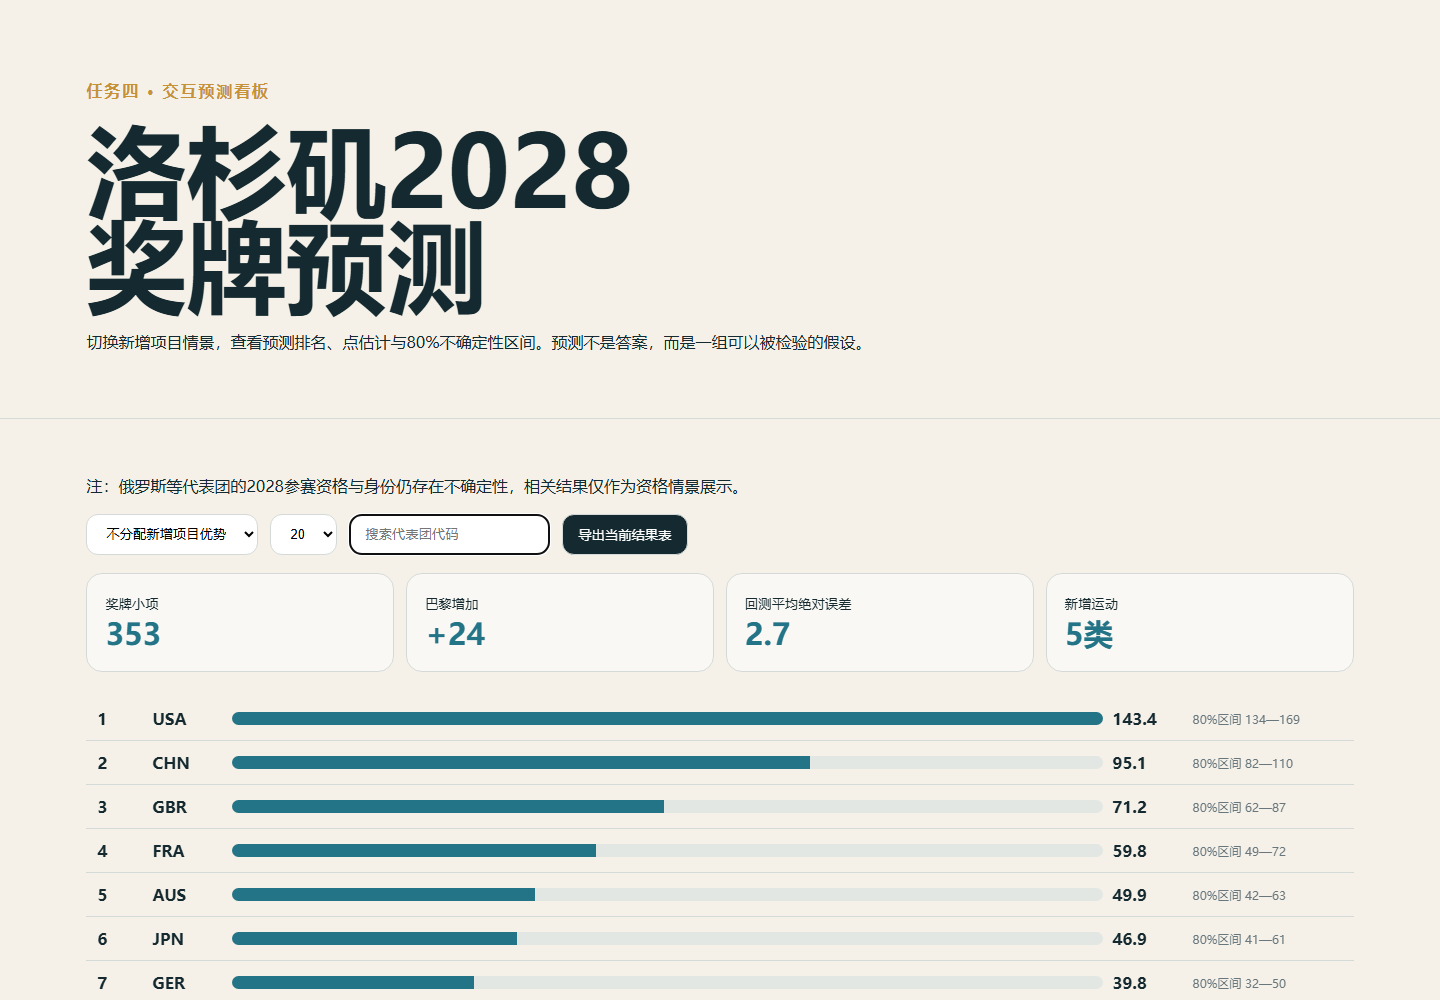 任务四 • 交互预测看板
洛杉矶2028
奖牌预测
切换新增项目情景，查看预测排名、点估计与80%不确定性区间。预测不是答案，而是一组可以被检验的假设。
注：俄罗斯等代表团的2028参赛资格与身份仍存在不确定性，相关结果仅作为资格情景展示。
不分配新增项目优势 20 搜索代表团代码 导出当前结果表
奖牌小项 巴黎增加 回测平均绝对误差 新增运动
353 +24 2.7 5类
1 USA 143.4 80%区间 134—169
2 CHN 95.1 80%区间 82—110
3 GBR 71.2 80%区间 62—87
4 FRA 59.8 80%区间 49—72
5 AUS 49.9 80%区间 42—63
6 JPN 46.9 80%区间 41—61
7 GER 39.8 80%区间 32—50